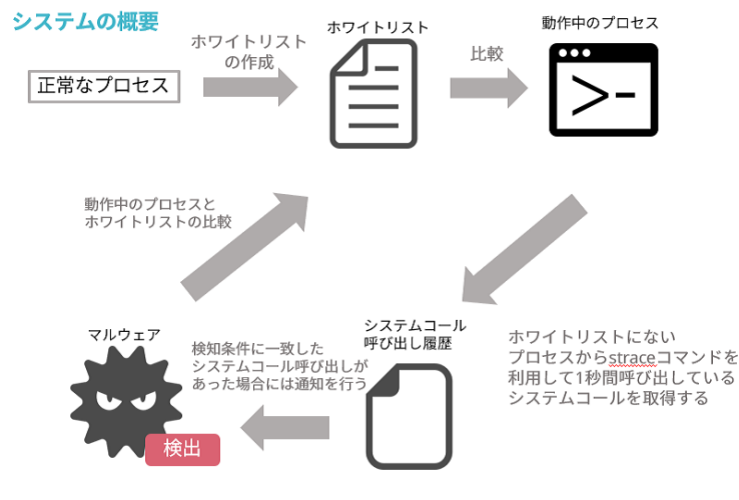 システムの概要
正常なプロセス
ホワイトリスト
の作成
ホワイトリスト
比較
動作中のプロセス
動作中のプロセスと
ホワイトリストの比較
マルウェア
検出
検知条件に一致した
システムコール呼び出しが
あった場合には通知を行う
システムコール
呼び出し履歴
ホワイトリストにない
プロセスからstraceコマンドを
利用して1秒間呼び出している
システムコールを取得する